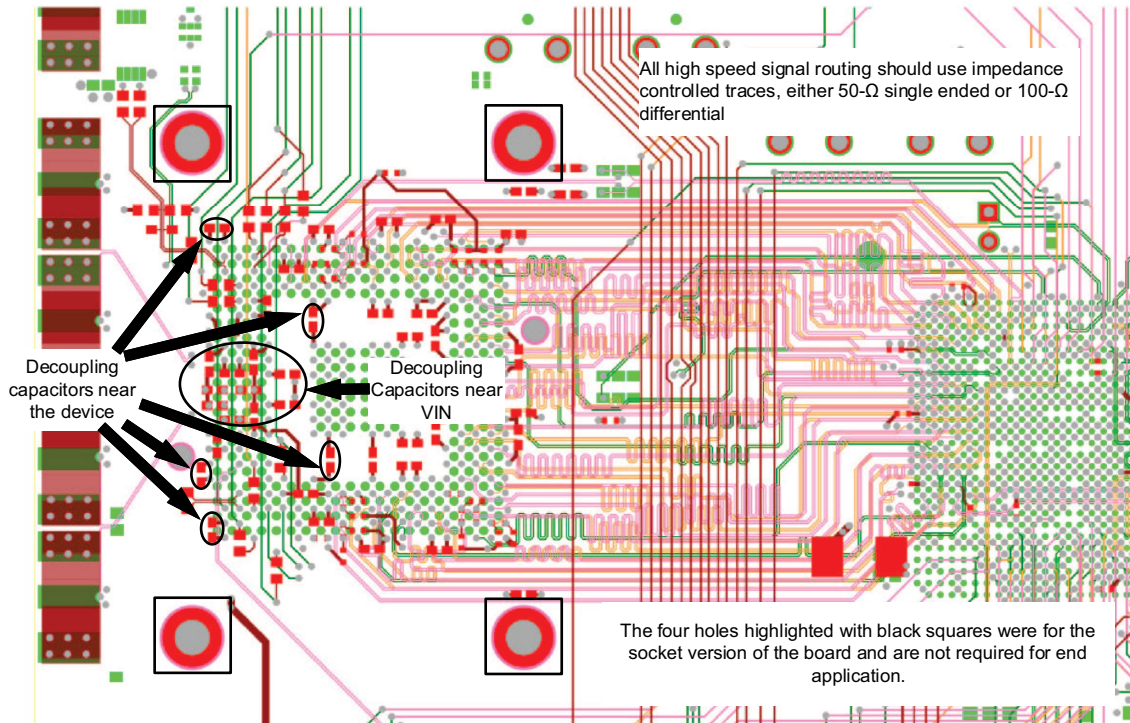 All high speed signal routing should use impedance
controlled traces, either 50-Ω single ended or 100-Ω
differential
Decoupling
capacitors near
the device
Decoupling
Capacitors near
VIN
The four holes highlighted with black squares were for the
socket version of the board and are not required for end
application.